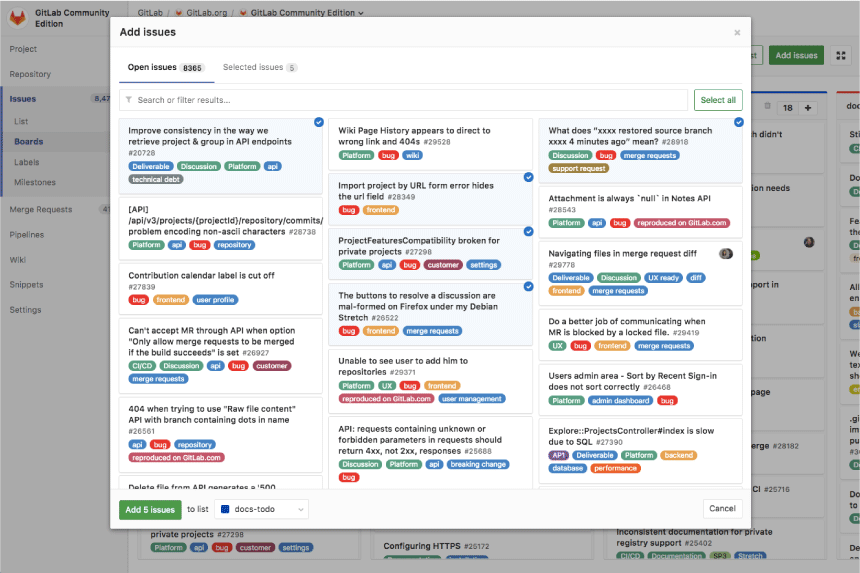 GitLab Community
Edition
GitLab / GitLab.org / GitLab Community Edition
Project
Repository
Issues 8,47
List
Boards
Labels
Milestones
Merge Requests 41
Pipelines
Wiki
Snippets
Settings
Add issues
×
Open issues 8365
Selected issues 5
Search or filter results...
Select all
Improve consistency in the way we
retrieve project & group in API endpoints
#20728
Deliverable Discussion Platform api
technical debt
[API]
/api/v3/projects/{projectId}/repository/commits/
problem encoding non-ascii characters #28738
Platform api bug repository
Contribution calendar label is cut off
#27839
bug frontend user profile
Can't accept MR through API when option
"Only allow merge requests to be merged
if the build succeeds" is set #26927
CI/CD Discussion api bug customer
merge requests
404 when trying to use "Raw file content"
API with branch containing dots in name
#26561
api bug repository
reproduced on GitLab.com
Delete file from API generates a '500
Wiki Page History appears to direct to
wrong link and 404s #29528
Platform bug wiki
Import project by URL form error hides
the url field #28349
bug frontend
ProjectFeaturesCompatibility broken for
private projects #27298
Platform api bug customer settings
The buttons to resolve a discussion are
mal-formed on Firefox under my Debian
Stretch #26522
bug frontend merge requests
Unable to see user to add him to
repositories #29371
Platform UX bug frontend
reproduced on GitLab.com user management
API: requests containing unknown or
forbidden parameters in requests should
return 4xx, not 2xx, responses #25688
Discussion Platform api breaking change
bug
What does "xxxx restored source branch
xxxx 4 minutes ago" mean? #28918
Discussion bug merge requests
support request
Attachment is always `null` in Notes API
#28543
Platform api bug reproduced on GitLab.com
Navigating files in merge request diff
#29778
Deliverable Discussion UX ready diff
frontend merge requests
Do a better job of communicating when
MR is blocked by a locked file. #29419
UX bug frontend merge requests
Users admin area - Sort by Recent Sign-in
does not sort correctly #26468
Platform admin dashboard bug
Explore::ProjectsController#index is slow
due to SQL #27390
AP1 Deliverable Platform backend
database performance
Add 5 issues to list docs-todo
Cancel
Add issues
18 +
doc
h didn't
ion needs
port in
ation
page
erge #28182
CI #25716
private projects #27298
Platform api bug customer settings
Configuring HTTPS #25172
Inconsistent documentation for private
registry support #25402
CI/CD Documentation SP3 Stretch